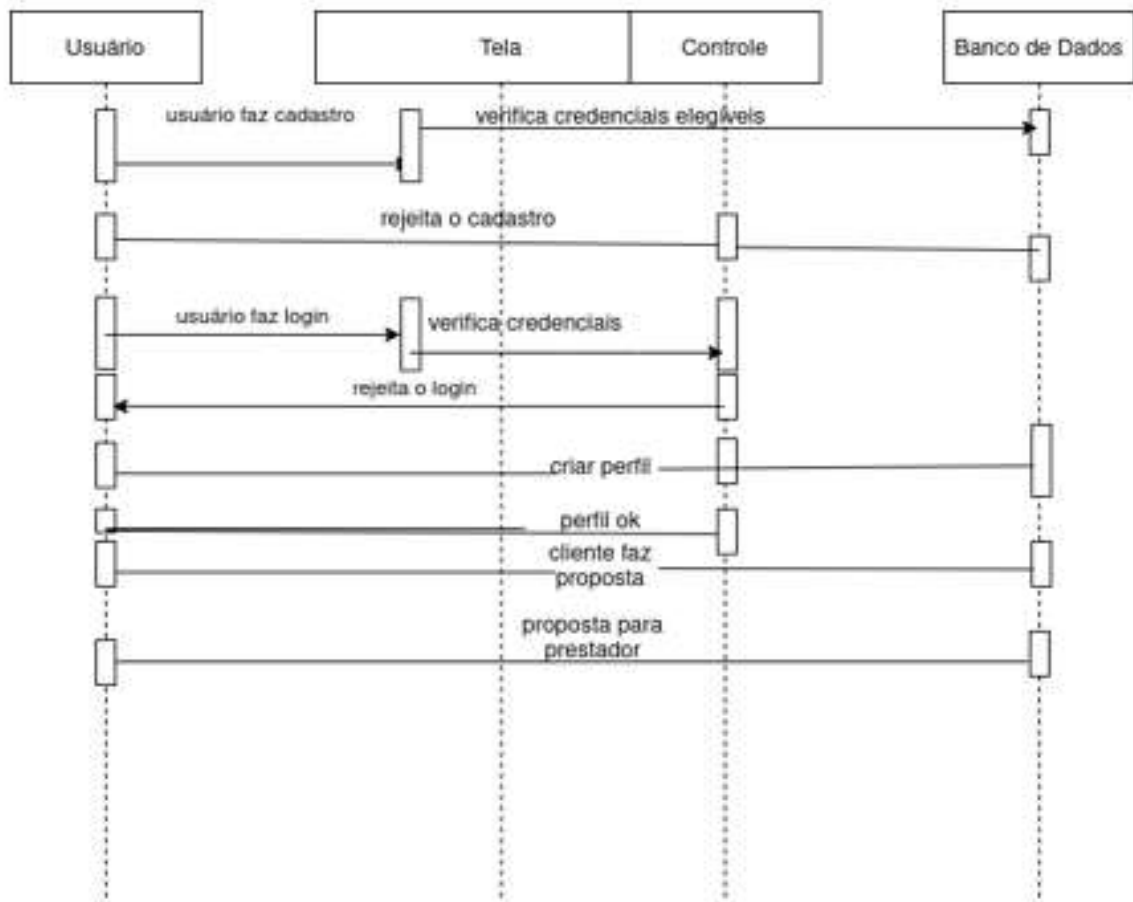 Usuário
Tela
Controle
Banco de Dados
usuário faz cadastro
verifica credenciais elegíveis
rejeita o cadastro
usuário faz login
verifica credenciais
rejeita o login
criar perfil
perfil ok
cliente faz
proposta
proposta para
prestador